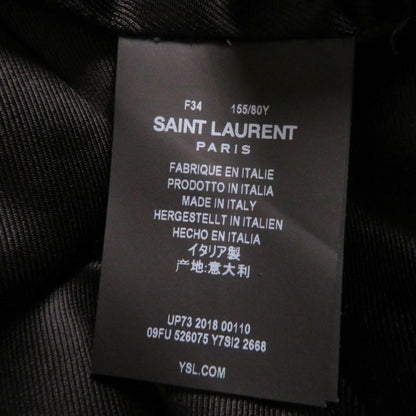 F34 155/80Y
SAINT LAURENT
PARIS
FABRIQUE EN ITALIE
PRODOTTO IN ITALIA
MADE IN ITALY
HERGESTELLT IN ITALIEN
HECHO EN ITALIA
イタリア製
产地:意大利
UP73 2018 00110
09FU 526075 Y7SI2 2668
YSL.COM